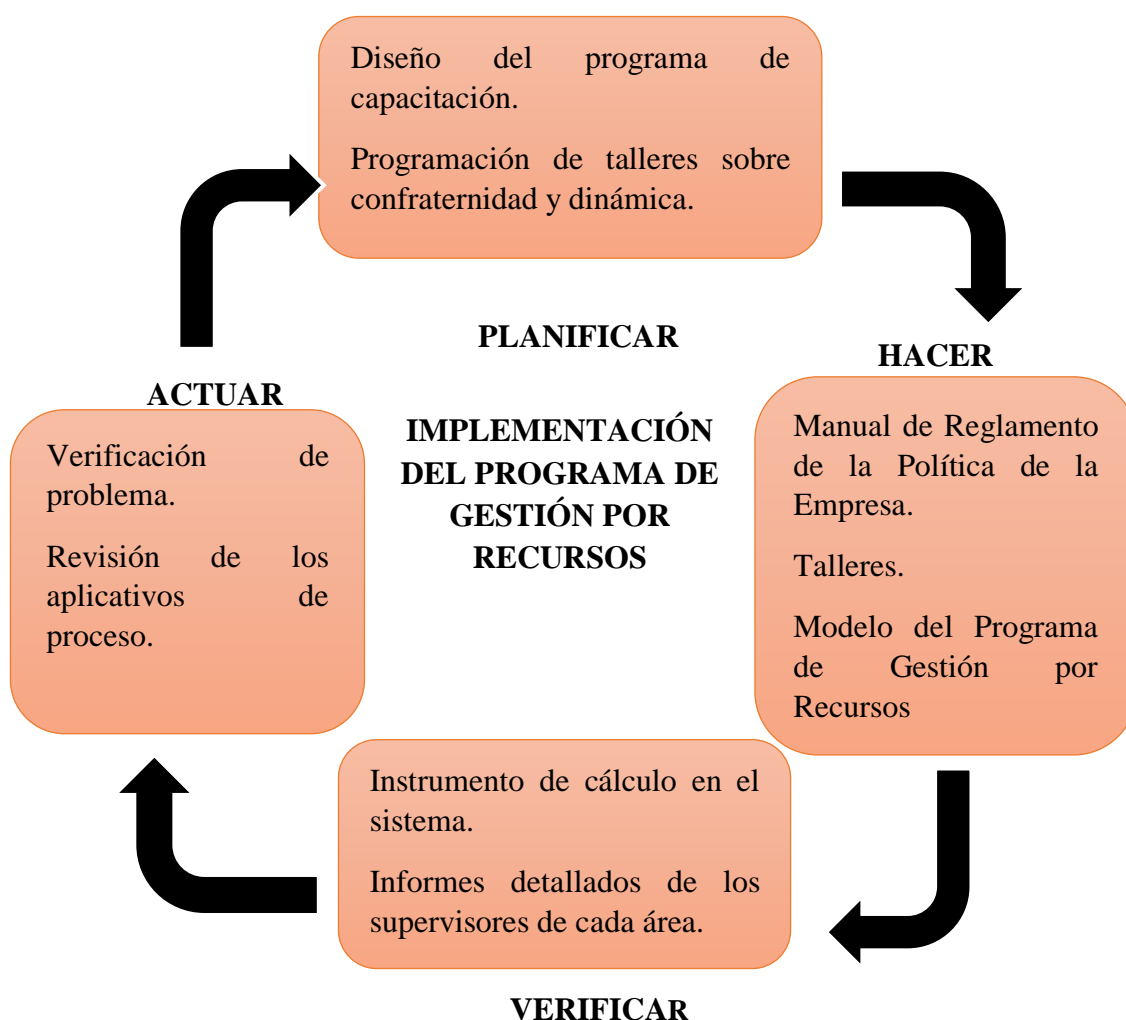 Diseño del programa de
capacitación.
Programación de talleres sobre
confraternidad y dinámica.
PLANIFICAR
HACER
Manual de Reglamento
de la Política de la
Empresa.
Talleres.
Modelo del Programa
de Gestión por
Recursos
ACTUAR
Verificación de
problema.
Revisión de los
aplicativos de
proceso.
IMPLEMENTACIÓN
DEL PROGRAMA DE
GESTIÓN POR
RECURSOS
Instrumento de cálculo en el
sistema.
Informes detallados de los
supervisores de cada área.
VERIFICAR